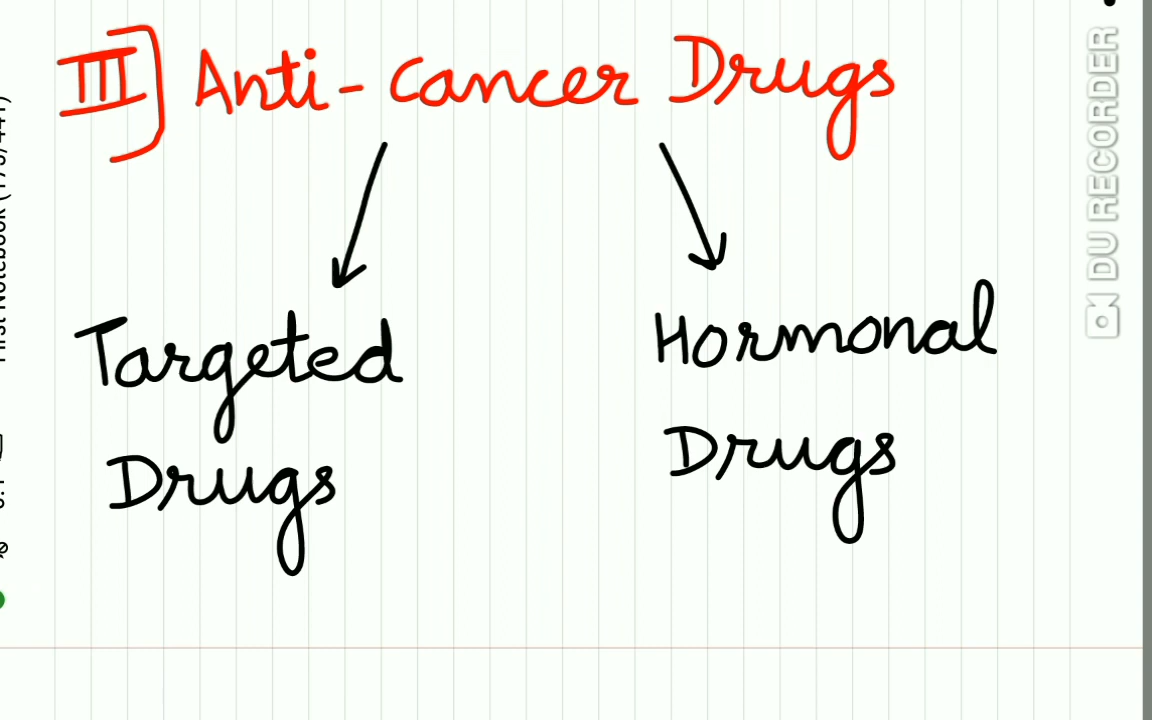 III] Anti-cancer Drugs
Targeted
Drugs
Hormonal
Drugs
DU RECORDER